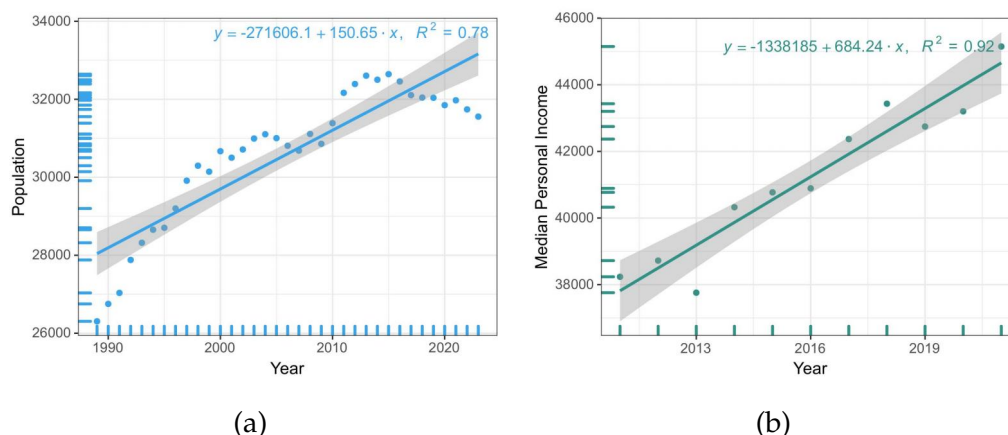 34000
32000
30000
28000
26000
Population
y = -271606.1 + 150.65 · x,  R² = 0.78
1990
2000
2010
2020
Year
(a)
46000
44000
42000
40000
38000
Median Personal Income
y = -1338185 + 684.24 · x,  R² = 0.92
2013
2016
2019
Year
(b)